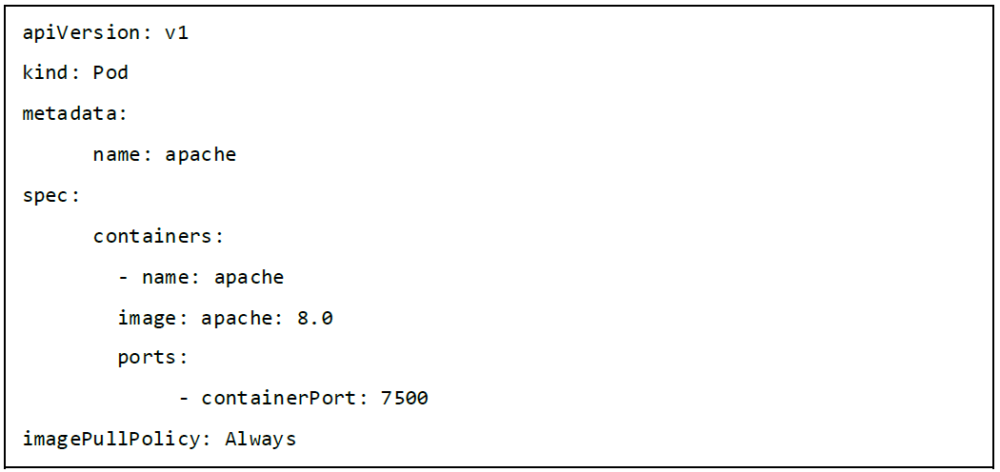 apiVersion: v1
kind: Pod
metadata:
      name: apache
spec:
      containers:
        - name: apache
        image: apache: 8.0
        ports:
             - containerPort: 7500
imagePullPolicy: Always